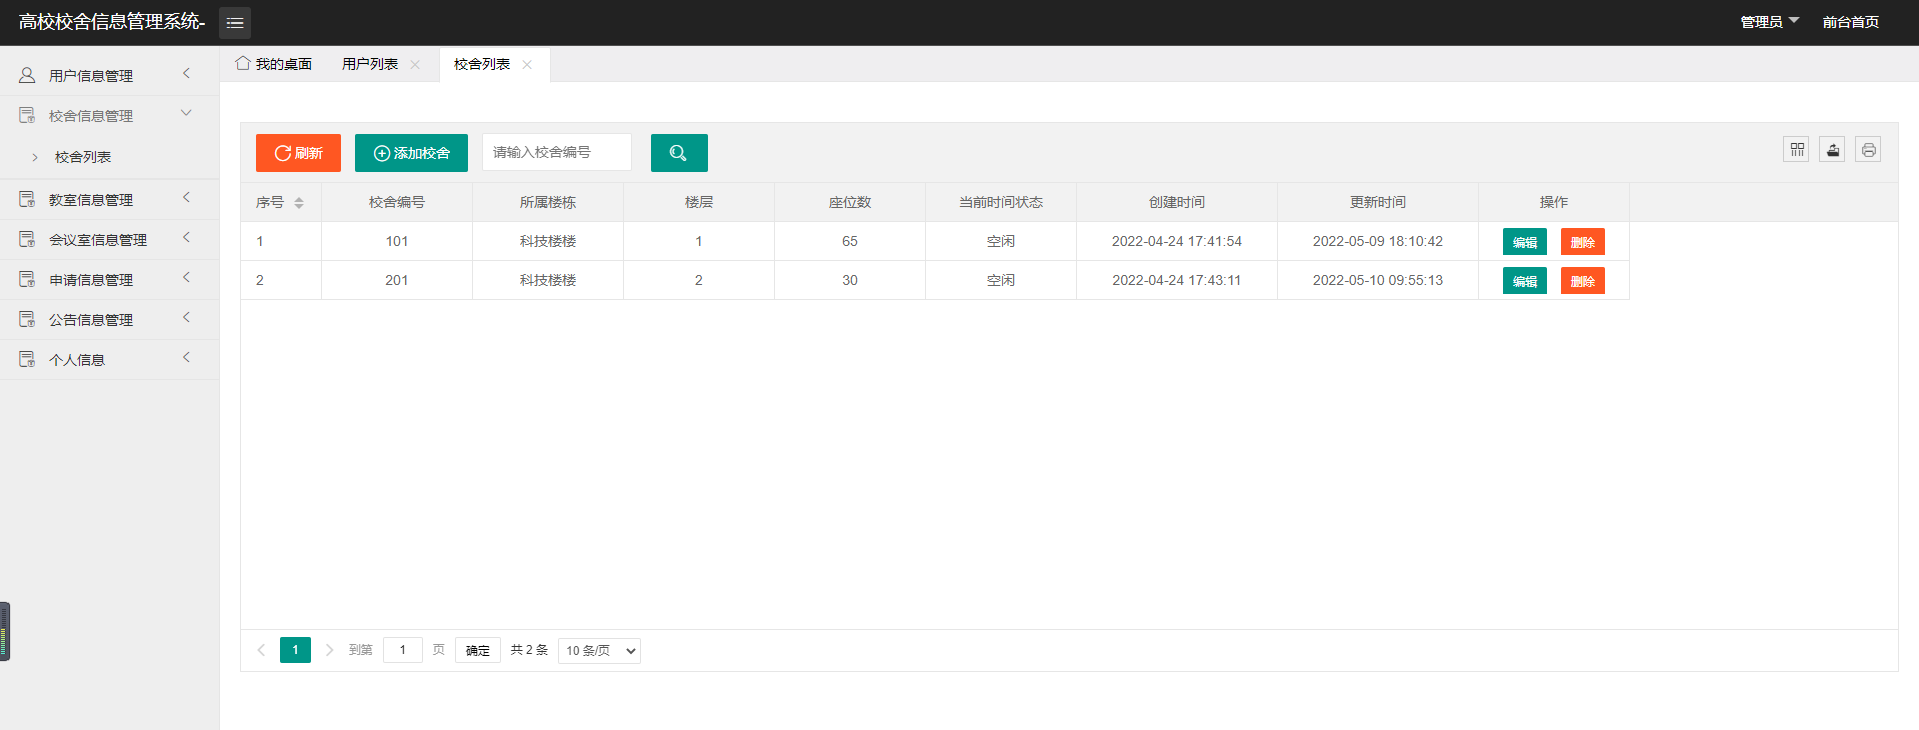 高校校舍信息管理系统-
管理员 前台首页
用户信息管理
校舍信息管理
校舍列表
教室信息管理
会议室信息管理
申请信息管理
公告信息管理
个人信息
我的桌面 用户列表 校舍列表
刷新 添加校舍 请输入校舍编号
序号 校舍编号 所属楼栋 楼层 座位数 当前时间状态 创建时间 更新时间 操作
1 101 科技楼楼 1 65 空闲 2022-04-24 17:41:54 2022-05-09 18:10:42 编辑 删除
2 201 科技楼楼 2 30 空闲 2022-04-24 17:43:11 2022-05-10 09:55:13 编辑 删除
1 到第 1 页 确定 共 2 条 10 条/页